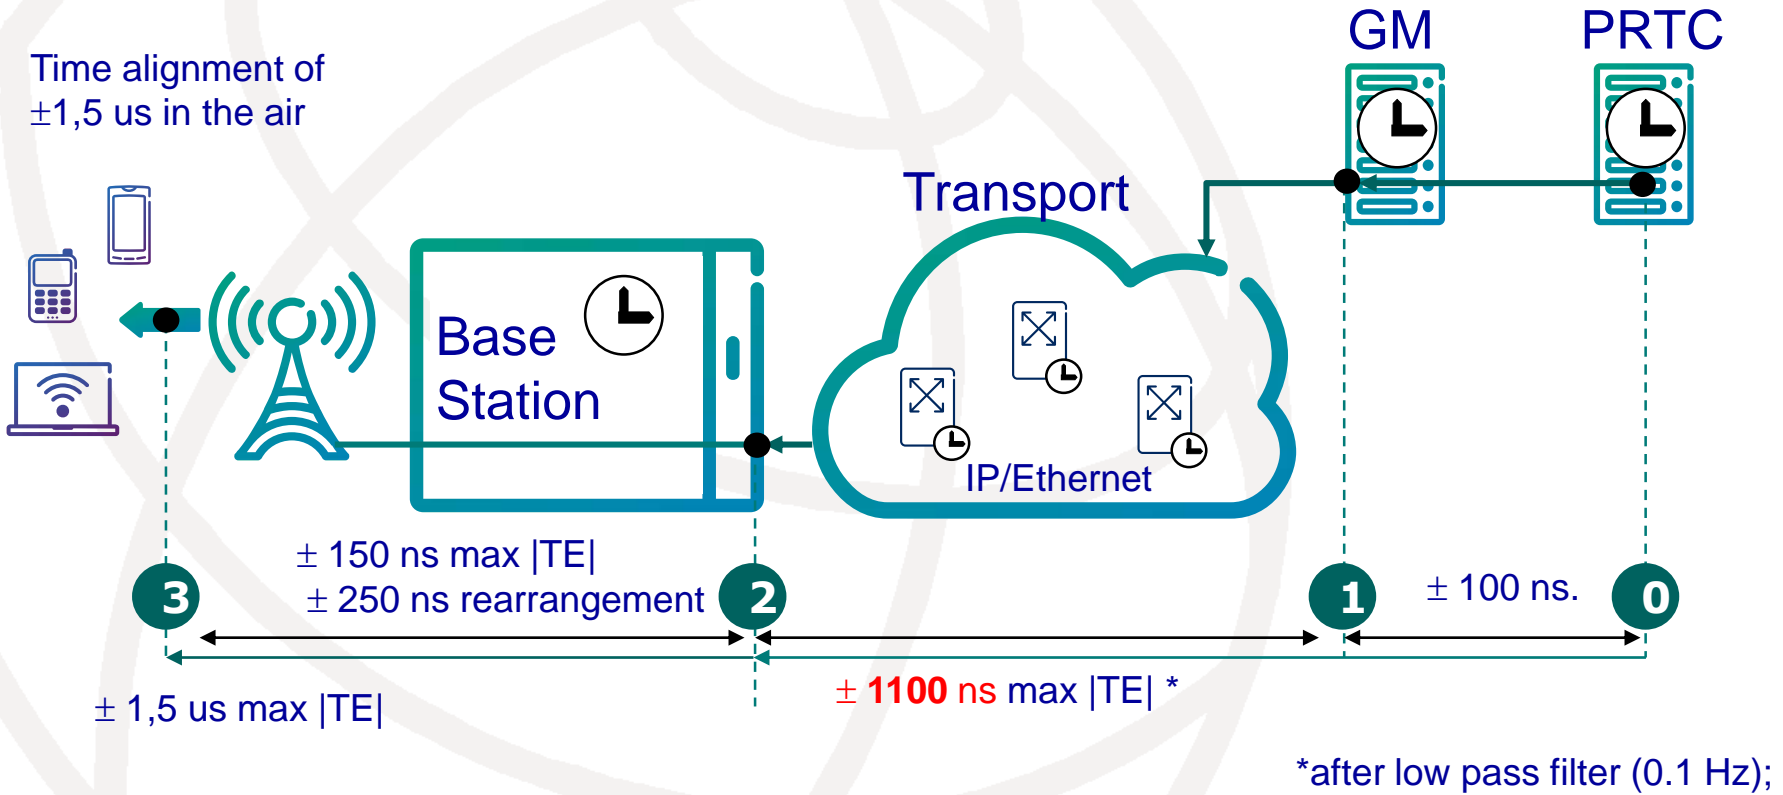 GM
PRTC
Time alignment of
±1,5 us in the air
Transport
Base
Station
IP/Ethernet
± 150 ns max |TE|
± 250 ns rearrangement
3
2
1
± 100 ns.
0
± 1,5 us max |TE|
± 1100 ns max |TE| *
*after low pass filter (0.1 Hz);